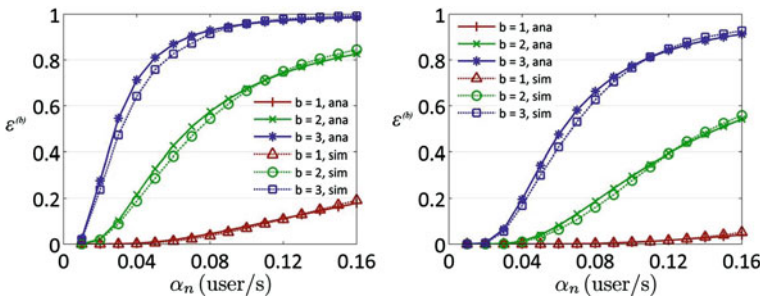 1
0.8
0.6
ε(b)
0.4
0.2
0
b = 1, ana
b = 2, ana
b = 3, ana
b = 1, sim
b = 2, sim
b = 3, sim
0 0.04 0.08 0.12 0.16
αn (user/s)
1
0.8
0.6
ε(b)
0.4
0.2
0
b = 1, ana
b = 2, ana
b = 3, ana
b = 1, sim
b = 2, sim
b = 3, sim
0 0.04 0.08 0.12 0.16
αn (user/s)